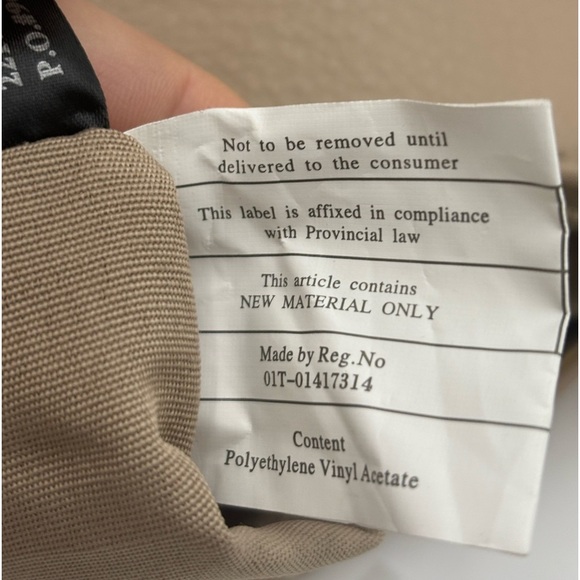 P.O.#
Not to be removed until
delivered to the consumer
This label is affixed in compliance
with Provincial law
This article contains
NEW MATERIAL ONLY
Made by Reg.No
01T-01417314
Content
Polyethylene Vinyl Acetate